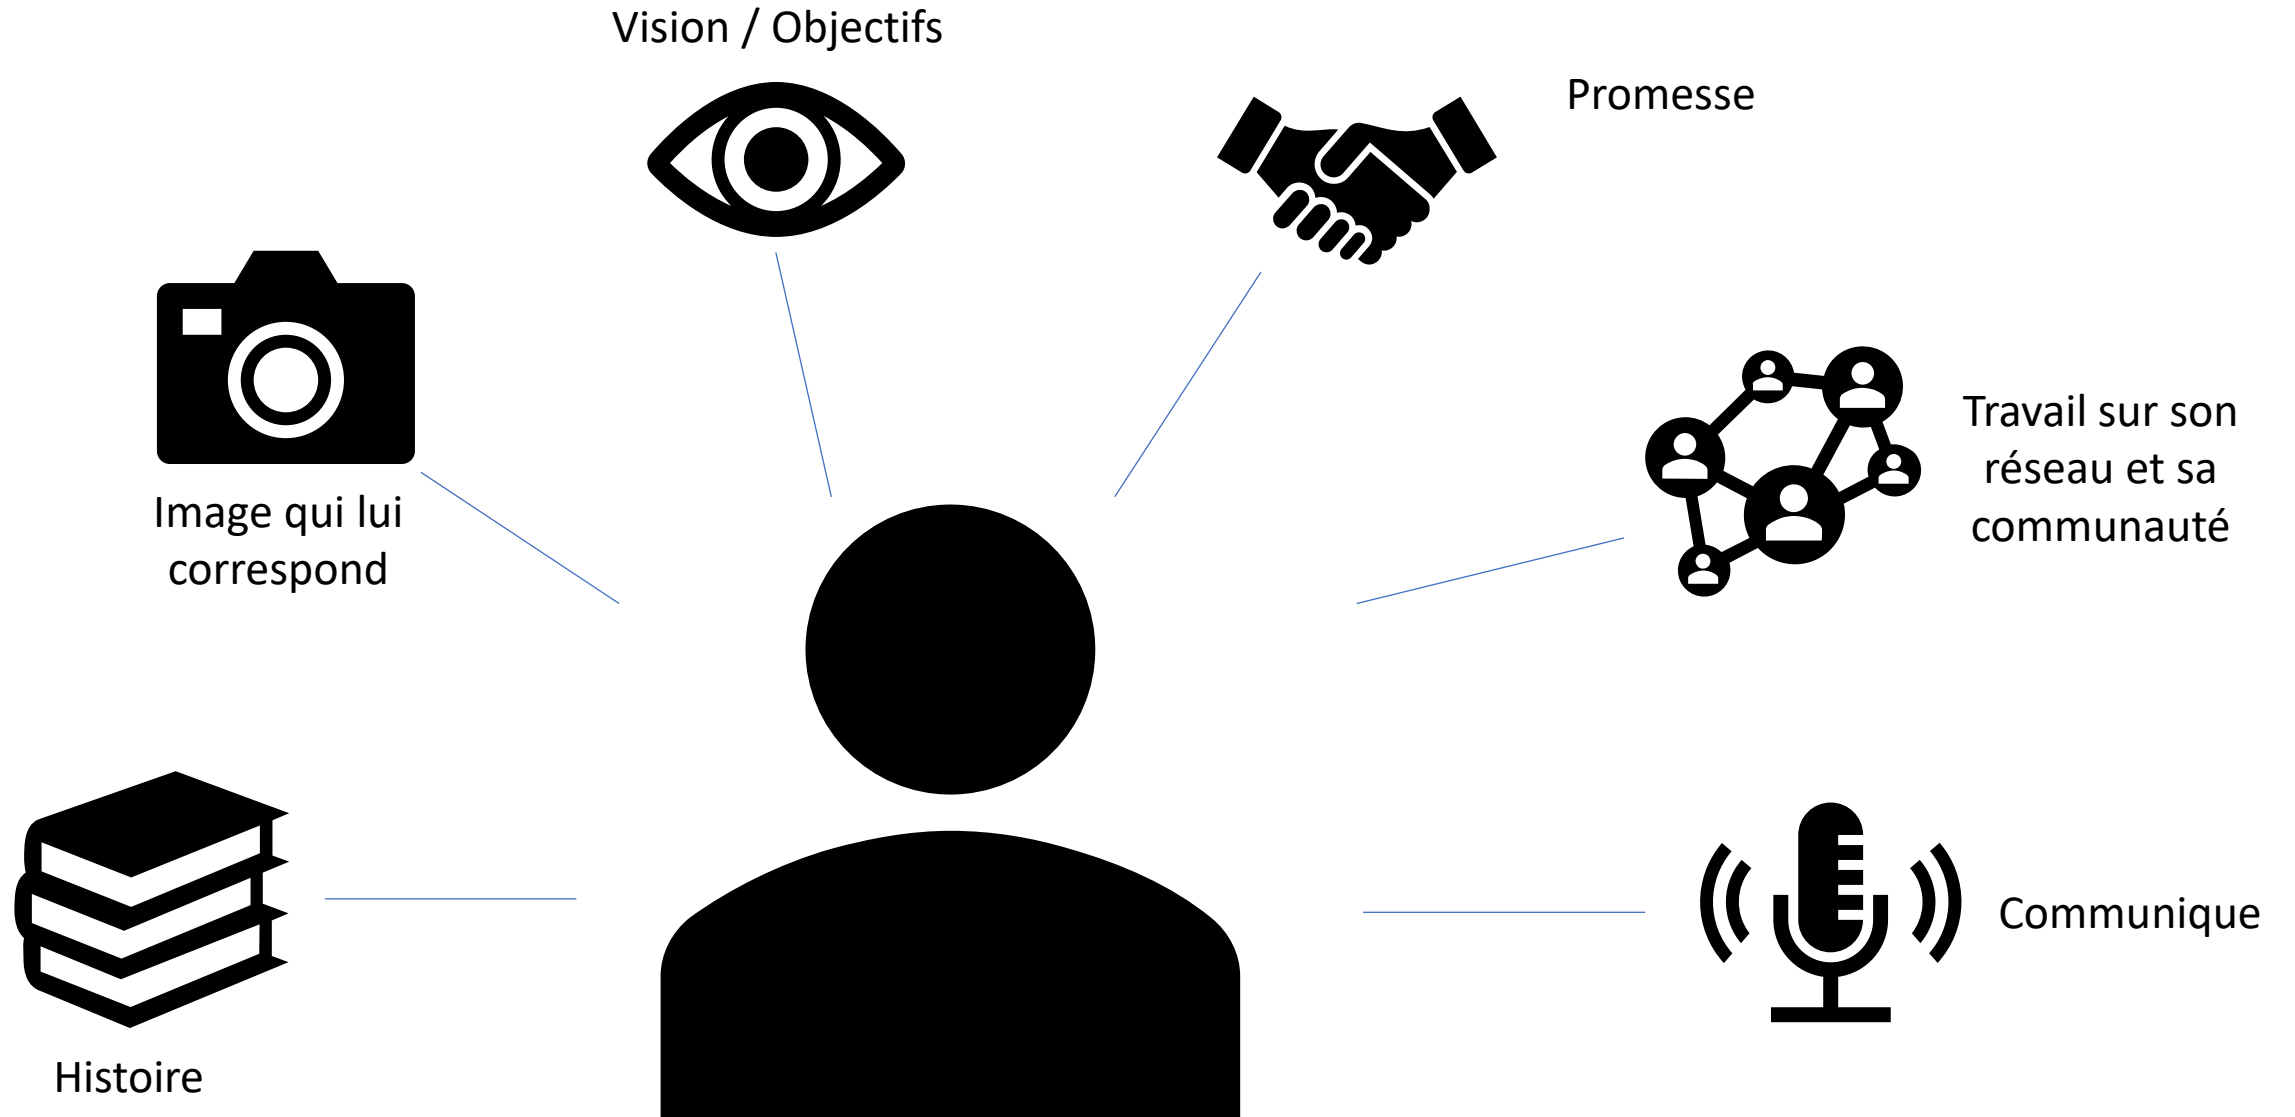 Vision / Objectifs
Promesse
Image qui lui
correspond
Travail sur son
réseau et sa
communauté
Histoire
Communique